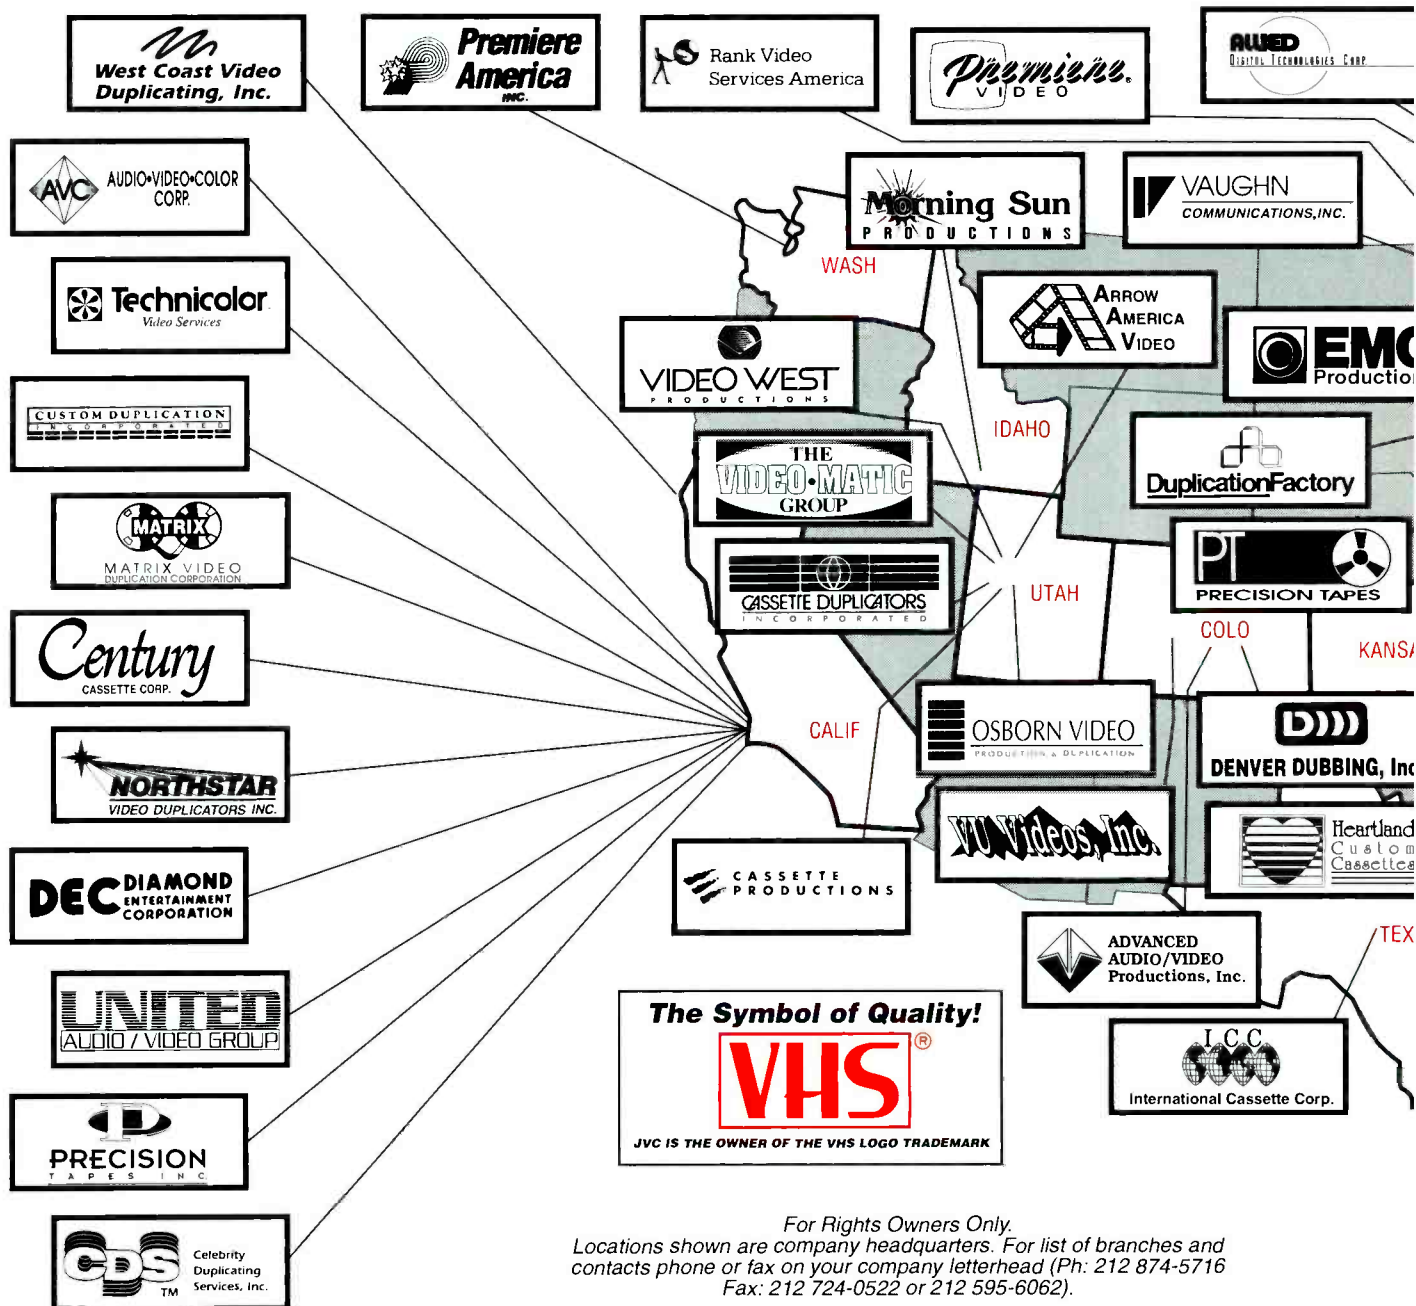 West Coast Video
Duplicating, Inc.
Premiere
America
INC.
Rank Video
Services America
Premiere®
VIDEO
ALLIED
DIGITAL TECHNOLOGIES CORP.
AVC
AUDIO•VIDEO•COLOR
CORP.
Morning Sun
PRODUCTIONS
VAUGHN
COMMUNICATIONS, INC.
WASH
Technicolor
Video Services
ARROW
AMERICA
VIDEO
VIDEO WEST
PRODUCTIONS
EMC
Production
CUSTOM DUPLICATION
INCORPORATED
IDAHO
THE
VIDEO•MATIC
GROUP
DuplicationFactory
MATRIX
MATRIX VIDEO
DUPLICATION CORPORATION
CASSETTE DUPLICATORS
INCORPORATED
PT
PRECISION TAPES
UTAH
COLO
KANSA
Century
CASSETTE CORP.
CALIF
OSBORN VIDEO
PRODUCTION & DUPLICATION
DENVER DUBBING, Inc
NORTHSTAR
VIDEO DUPLICATORS INC.
VU Videos, Inc.
Heartland
Custom
Cassettes
DEC DIAMOND
ENTERTAINMENT
CORPORATION
CASSETTE
PRODUCTIONS
ADVANCED
AUDIO/VIDEO
Productions, Inc.
TEX
UNITED
AUDIO / VIDEO GROUP
The Symbol of Quality!
VHS®
JVC IS THE OWNER OF THE VHS LOGO TRADEMARK
ICC
International Cassette Corp.
P
PRECISION
TAPES INC
CDS
TM
Celebrity
Duplicating
Services, Inc.
For Rights Owners Only.
Locations shown are company headquarters. For list of branches and
contacts phone or fax on your company letterhead (Ph: 212 874-5716
Fax: 212 724-0522 or 212 595-6062).